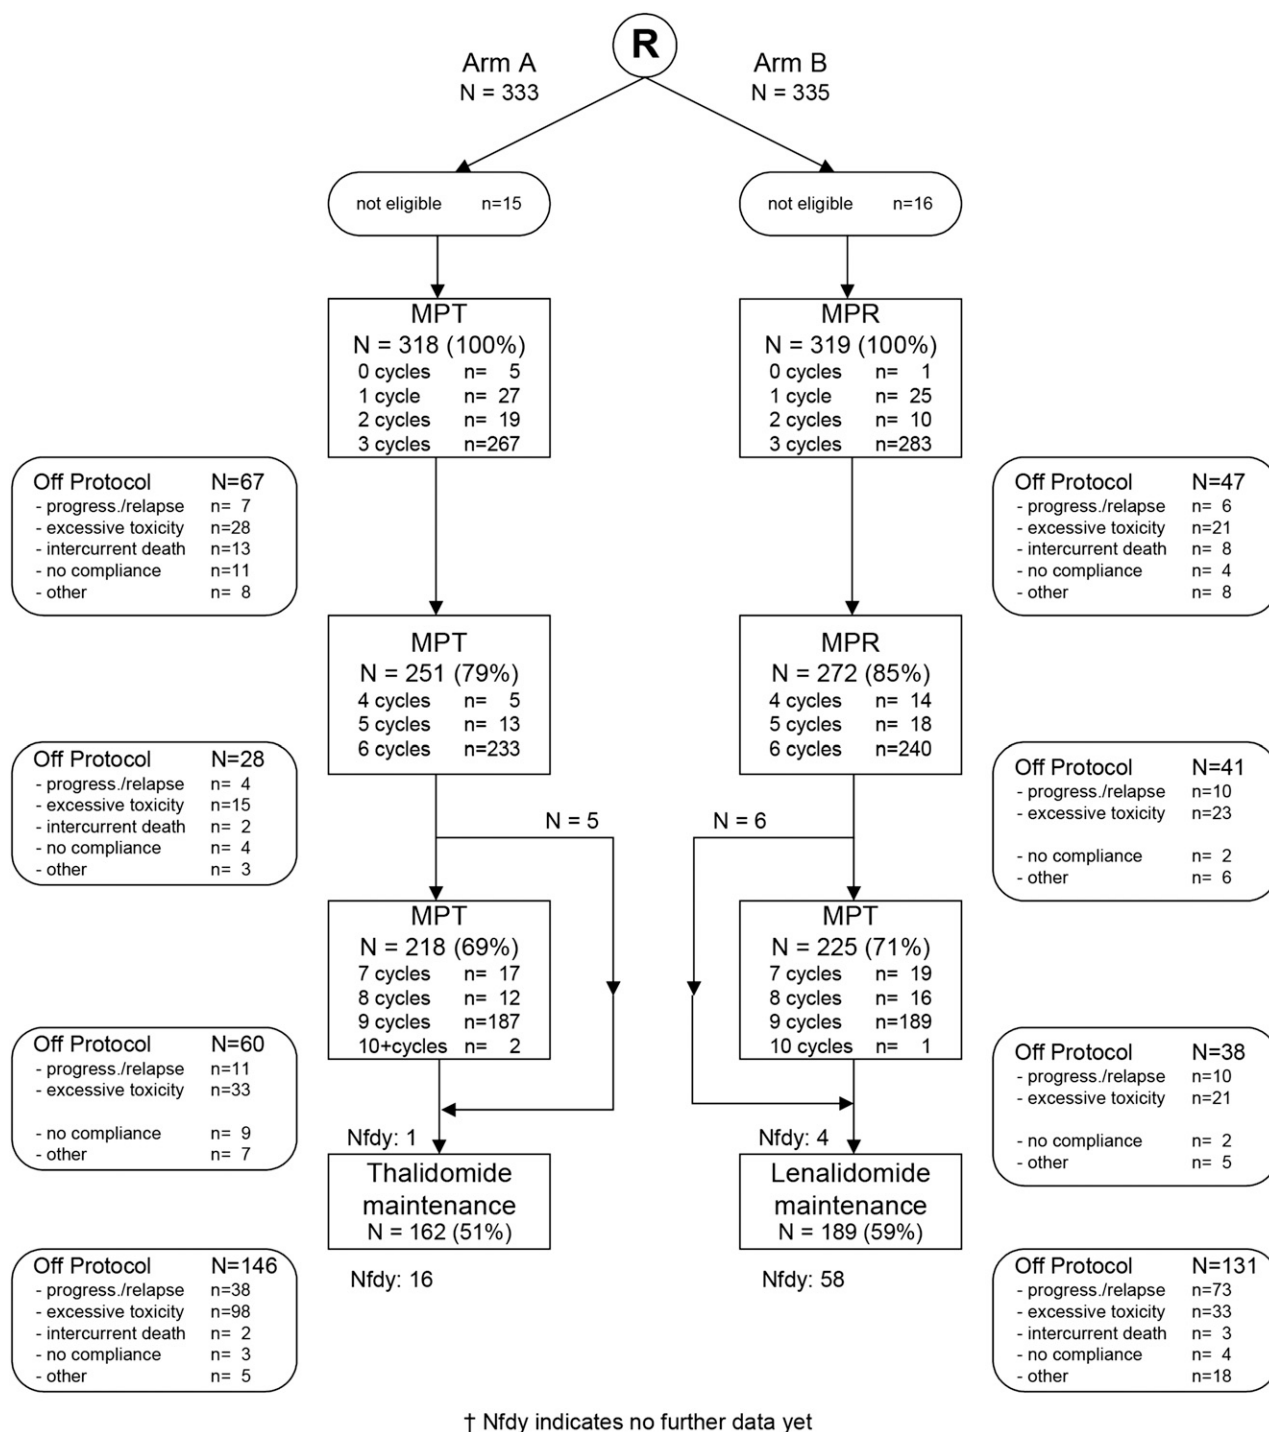 R
Arm A
N = 333
Arm B
N = 335
not eligible n=15
not eligible n=16
MPT
N = 318 (100%)
0 cycles n= 5
1 cycle n= 27
2 cycles n= 19
3 cycles n=267
MPR
N = 319 (100%)
0 cycles n= 1
1 cycle n= 25
2 cycles n= 10
3 cycles n=283
Off Protocol N=67
- progress./relapse n= 7
- excessive toxicity n=28
- intercurrent death n=13
- no compliance n=11
- other n= 8
Off Protocol N=47
- progress./relapse n= 6
- excessive toxicity n=21
- intercurrent death n= 8
- no compliance n= 4
- other n= 8
MPT
N = 251 (79%)
4 cycles n= 5
5 cycles n= 13
6 cycles n=233
MPR
N = 272 (85%)
4 cycles n= 14
5 cycles n= 18
6 cycles n=240
Off Protocol N=28
- progress./relapse n= 4
- excessive toxicity n=15
- intercurrent death n= 2
- no compliance n= 4
- other n= 3
N = 5
N = 6
Off Protocol N=41
- progress./relapse n=10
- excessive toxicity n=23
- no compliance n= 2
- other n= 6
MPT
N = 218 (69%)
7 cycles n= 17
8 cycles n= 12
9 cycles n=187
10+cycles n= 2
MPT
N = 225 (71%)
7 cycles n= 19
8 cycles n= 16
9 cycles n=189
10 cycles n= 1
Off Protocol N=60
- progress./relapse n=11
- excessive toxicity n=33
- no compliance n= 9
- other n= 7
Off Protocol N=38
- progress./relapse n=10
- excessive toxicity n=21
- no compliance n= 2
- other n= 5
Nfdy: 1
Nfdy: 4
Thalidomide
maintenance
N = 162 (51%)
Lenalidomide
maintenance
N = 189 (59%)
Off Protocol N=146
- progress./relapse n=38
- excessive toxicity n=98
- intercurrent death n= 2
- no compliance n= 3
- other n= 5
Nfdy: 16
Nfdy: 58
Off Protocol N=131
- progress./relapse n=73
- excessive toxicity n=33
- intercurrent death n= 3
- no compliance n= 4
- other n=18
† Nfdy indicates no further data yet